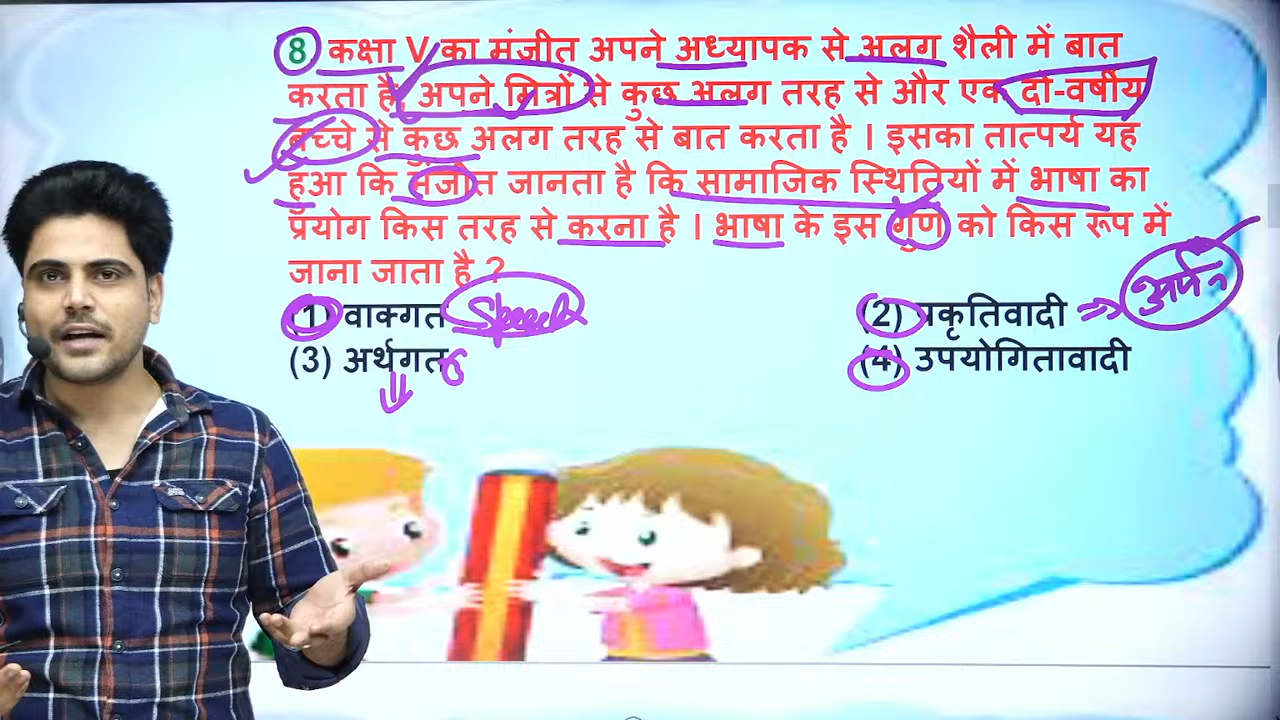 8 कक्षा V का मंजीत अपने अध्यापक से अलग शैली में बात
करता है, अपने मित्रों से कुछ अलग तरह से और एक दो-वर्षीय
बच्चे से कुछ अलग तरह से बात करता है । इसका तात्पर्य यह
हुआ कि मंजीत जानता है कि सामाजिक स्थितियों में भाषा का
प्रयोग किस तरह से करना है । भाषा के इस गुण को किस रूप में
जाना जाता है ?
(1) वाक्गत Speech (2) प्रकृतिवादी
(3) अर्थगत (4) उपयोगितावादी